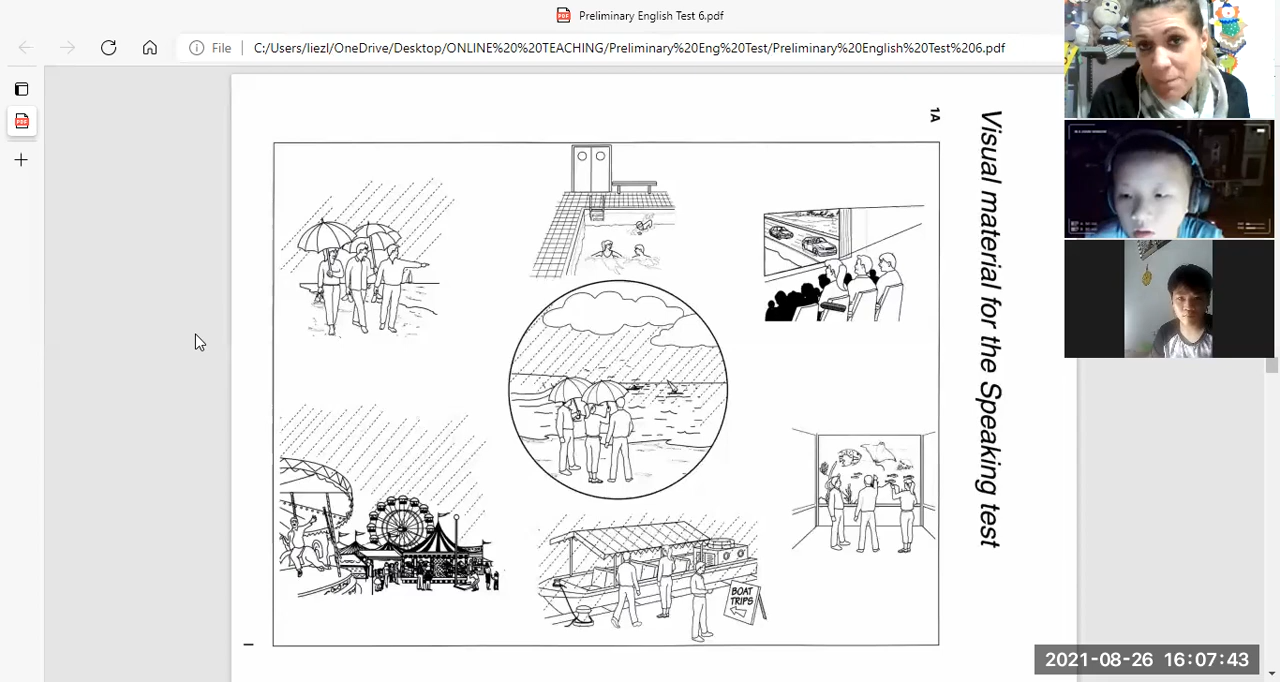 Preliminary English Test 6.pdf
File
C:/Users/liezl/OneDrive/Desktop/ONLINE%20%20TEACHING/Preliminary%20Eng%20Test/Preliminary%20English%20Test%206.pdf
1A
Visual material for the Speaking test
BOAT
TRIPS
I
2021-08-26 16:07:43